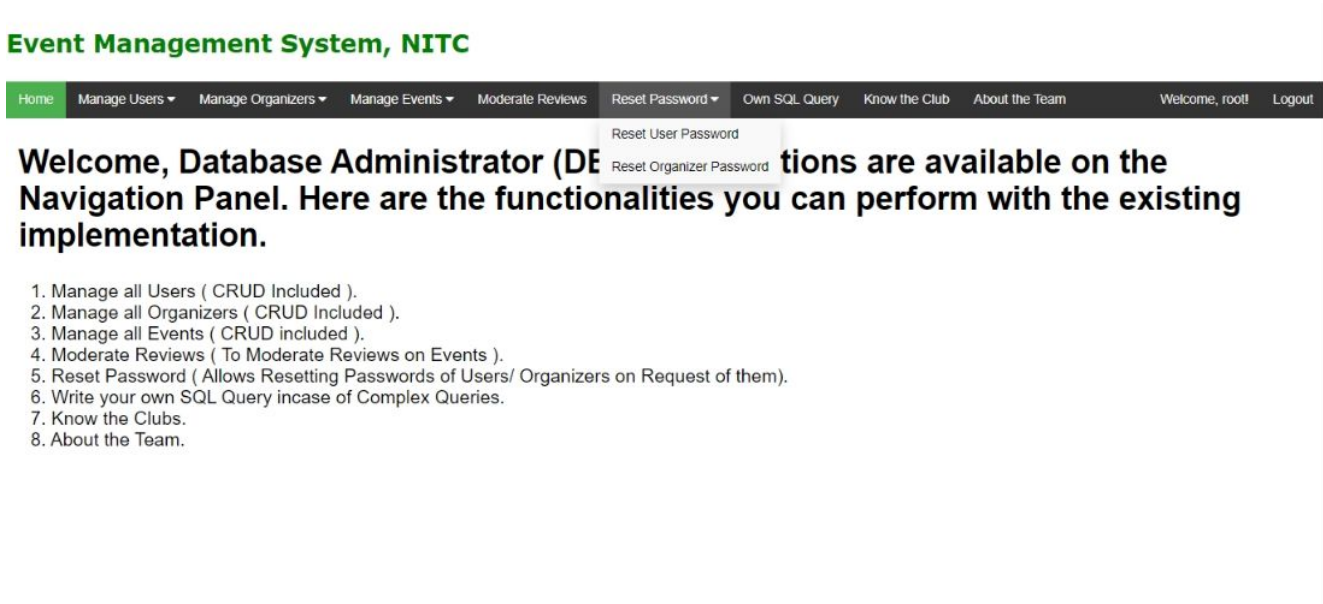 Event Management System, NITC
Home Manage Users Manage Organizers Manage Events Moderate Reviews Reset Password Own SQL Query Know the Club About the Team Welcome, root! Logout
Reset User Password
Reset Organizer Password
Welcome, Database Administrator are available on the
Navigation Panel. Here are the functionalities you can perform with the existing
implementation.
1. Manage all Users ( CRUD Included ).
2. Manage all Organizers ( CRUD Included ).
3. Manage all Events ( CRUD included ).
4. Moderate Reviews ( To Moderate Reviews on Events ).
5. Reset Password ( Allows Resetting Passwords of Users/ Organizers on Request of them).
6. Write your own SQL Query incase of Complex Queries.
7. Know the Clubs.
8. About the Team.